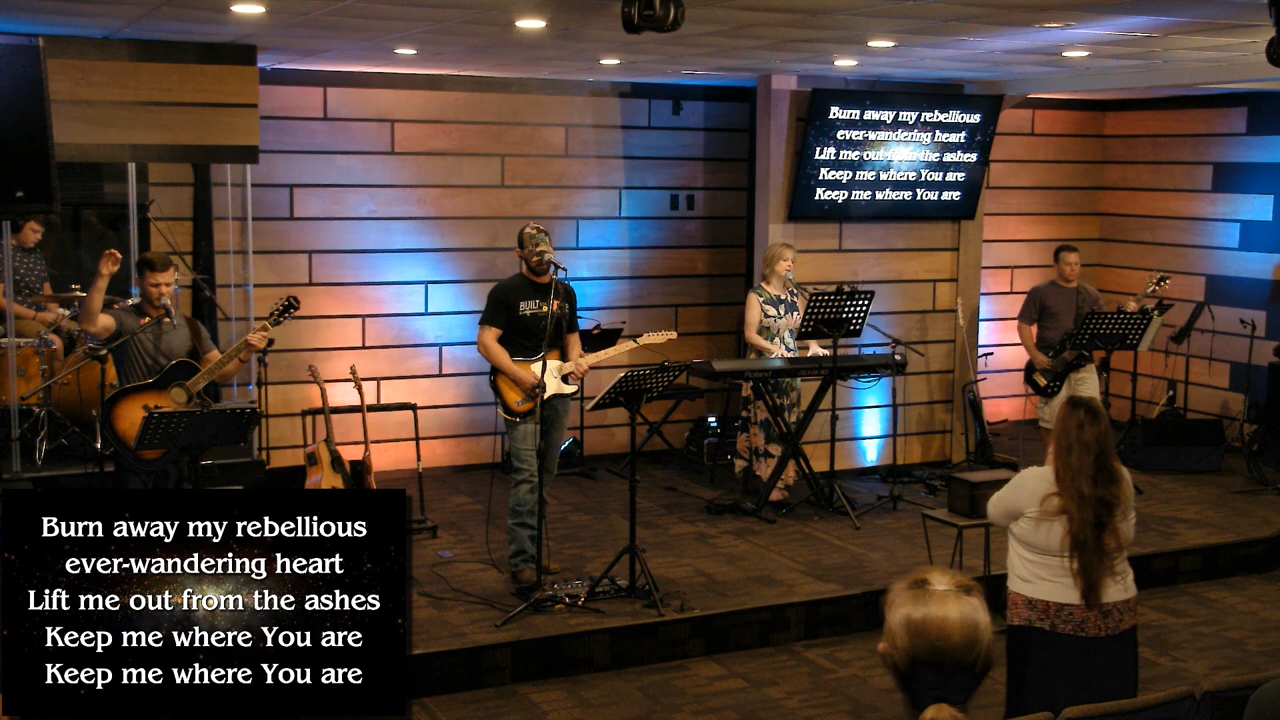 Burn away my rebellious
ever-wandering heart
Lift me out from the ashes
Keep me where You are
Keep me where You are
BUILT
Roland
Burn away my rebellious
ever-wandering heart
Lift me out from the ashes
Keep me where You are
Keep me where You are